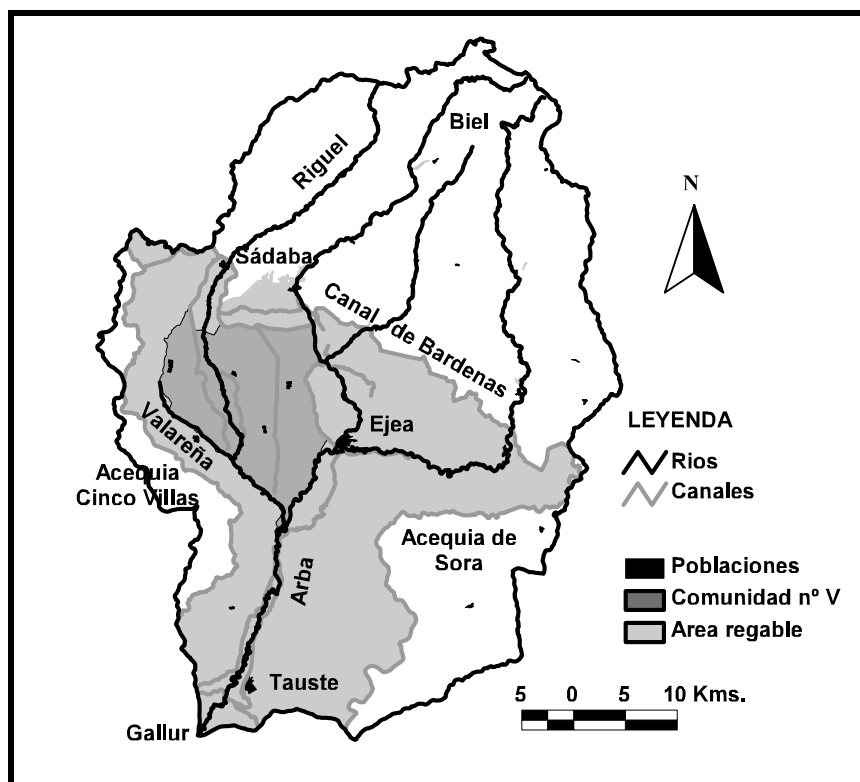 Biel
Riguel
N
Sádaba
Canal de Bardenas
LEYENDA
Ejea
Valareña
Rios
Acequia
Cinco Villas
Canales
Acequia de
Sora
Poblaciones
Arba
Comunidad nº V
Area regable
Tauste
5 0 5 10 Kms.
Gallur